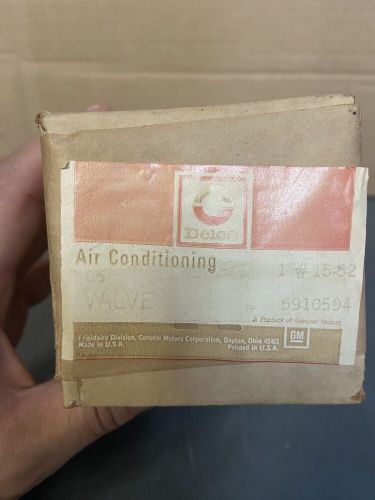 Delco
Air Conditioning
1 #15-52
VALVE 5910594
A Product of General Motors
Frigidaire Division, General Motors Corporation, Dayton, Ohio 45401
Made in U.S.A. Printed in U.S.A.
GM